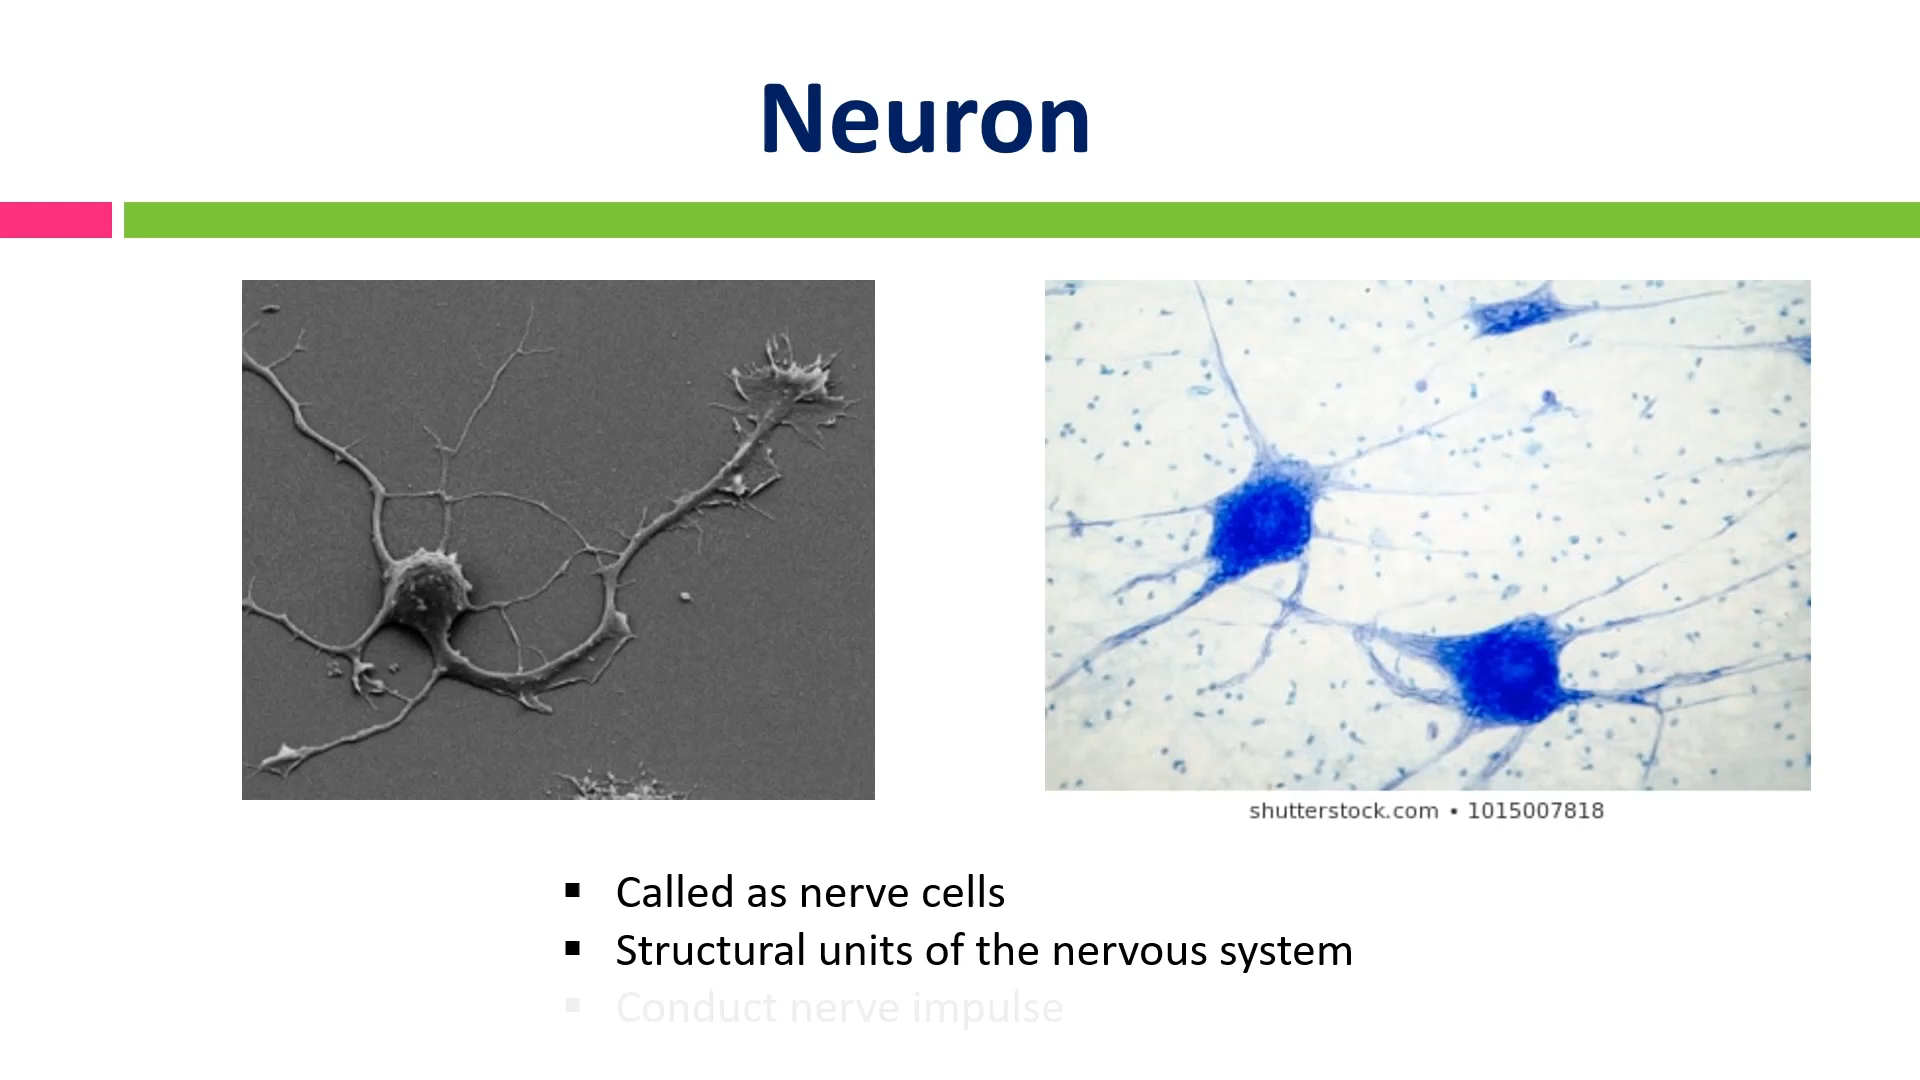 Neuron
shutterstock.com • 1015007818
▪ Called as nerve cells
▪ Structural units of the nervous system
▪ Conduct nerve impulse